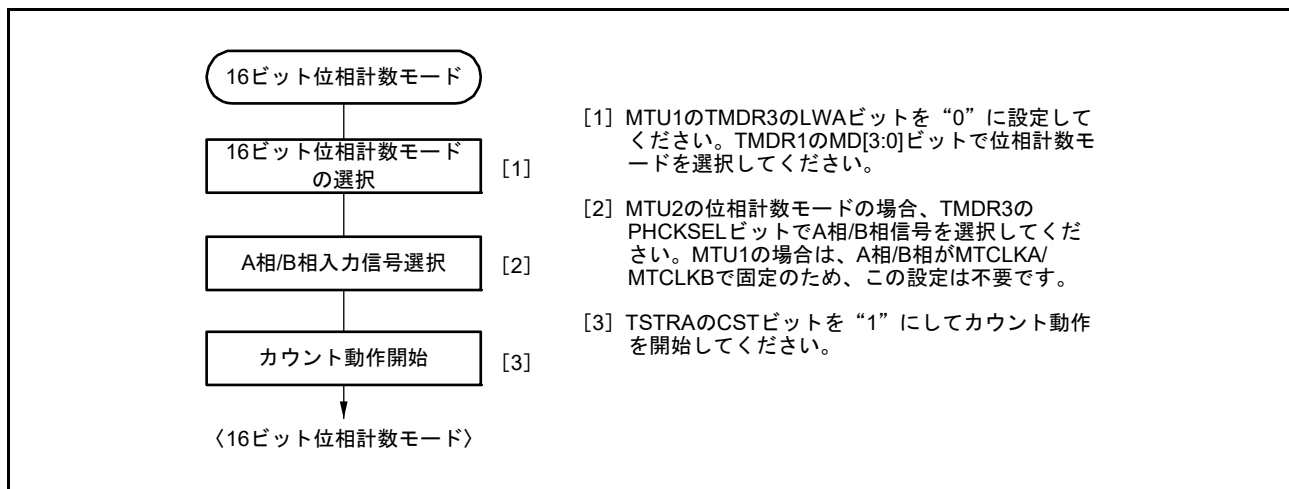 16ビット位相計数モード
16ビット位相計数モード
の選択
[1]
A相/B相入力信号選択
[2]
カウント動作開始
[3]
〈16ビット位相計数モード〉
[1] MTU1のTMDR3のLWAビットを“0”に設定して
ください。TMDR1のMD[3:0]ビットで位相計数モ
ードを選択してください。
[2] MTU2の位相計数モードの場合、TMDR3の
PHCKSELビットでA相/B相信号を選択してくだ
さい。MTU1の場合は、A相/B相がMTCLKA/
MTCLKBで固定のため、この設定は不要です。
[3] TSTRAのCSTビットを“1”にしてカウント動作
を開始してください。